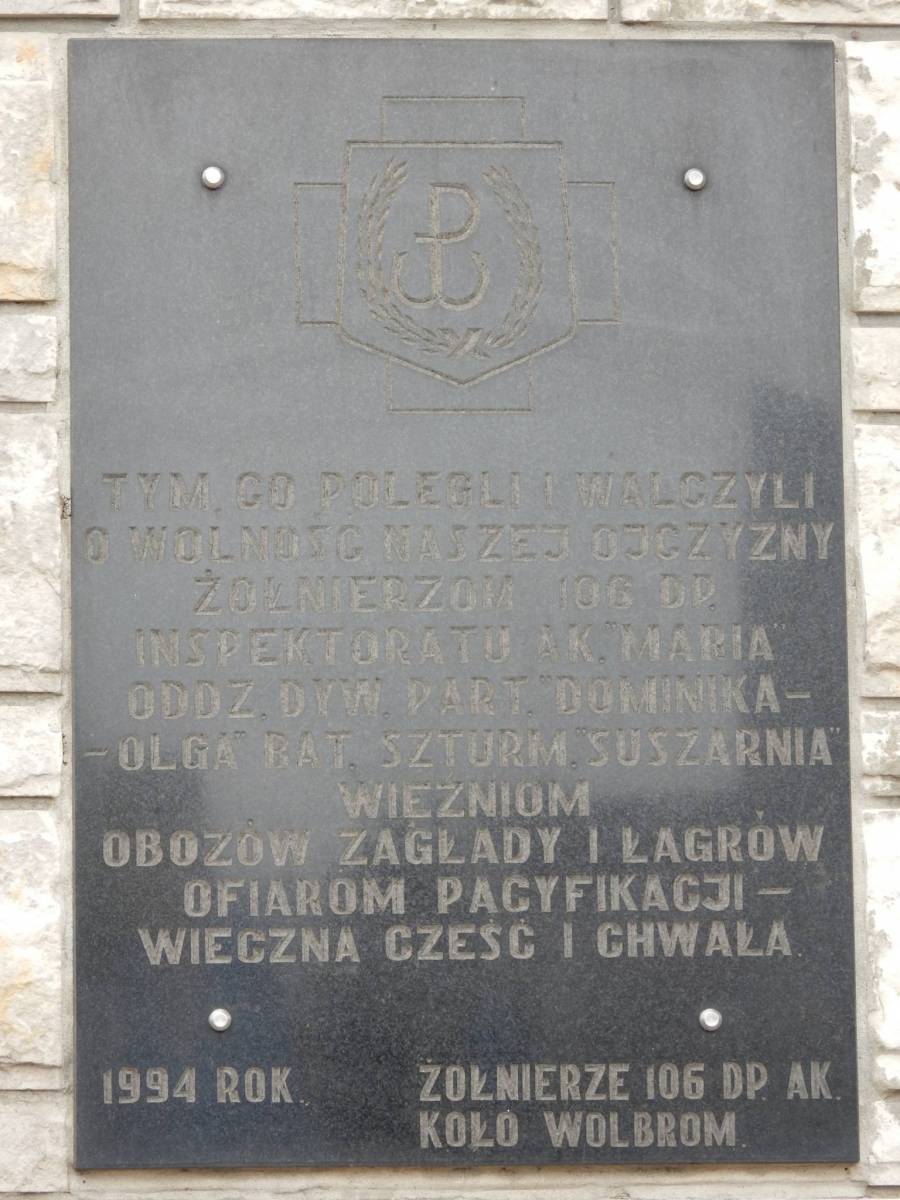 TYM, CO POLEGLI I WALCZYLI
O WOLNOŚĆ NASZEJ OJCZYZNY
ŻOŁNIERZOM 106 DP.
INSPEKTORATU AK. "MARIA"
ODDZ. DYW. PART. "DOMINIKA-
-OLGA" BAT. SZTURM. "SUSZARNIA"
WIĘŹNIOM
OBOZÓW ZAGŁADY I ŁAGRÓW
OFIAROM PACYFIKACJI -
WIECZNA CZEŚĆ I CHWAŁA.
1994 ROK.
ŻOŁNIERZE 106 DP. AK.
KOŁO WOLBROM.